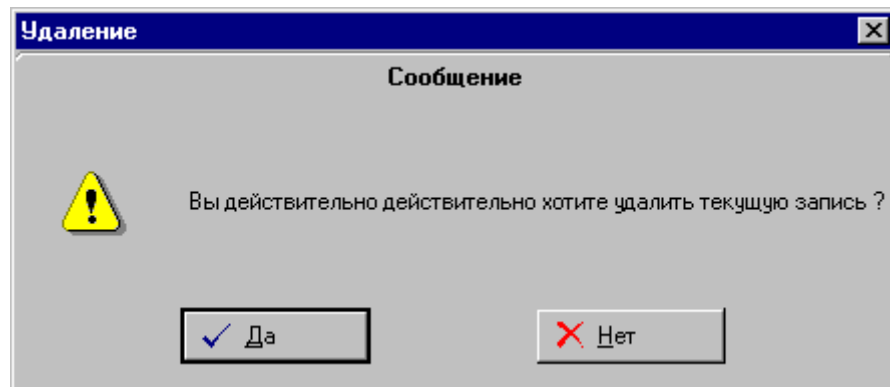 Удаление
Сообщение
Вы действительно действительно хотите удалить текущую запись ?
Да
Нет